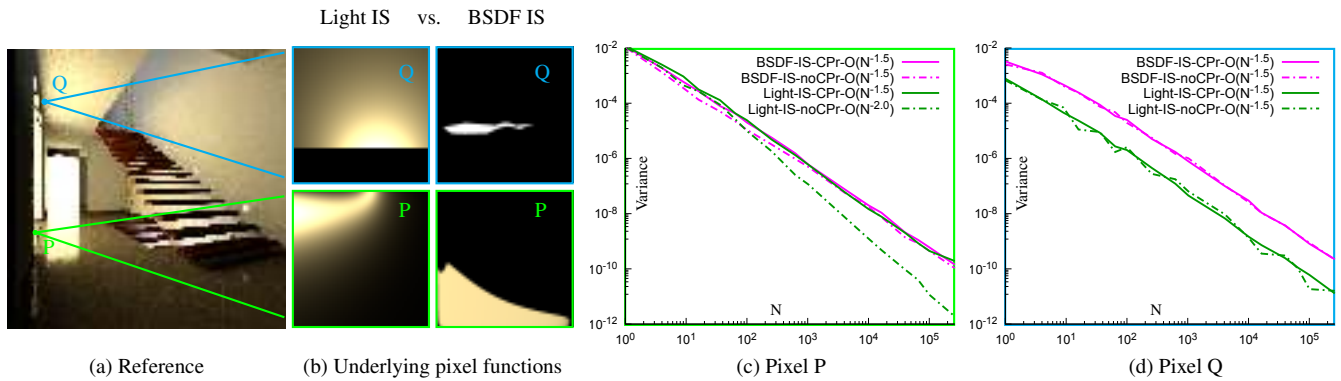 Light IS vs. BSDF IS
Q
P
Q
Q
P
P
10^-2
10^-4
10^-6
10^-8
10^-10
10^-12
Variance
BSDF-IS-CPr-O(N^-1.5)
BSDF-IS-noCPr-O(N^-1.5)
Light-IS-CPr-O(N^-1.5)
Light-IS-noCPr-O(N^-2.0)
N
10^0
10^1
10^2
10^3
10^4
10^5
10^-2
10^-4
10^-6
10^-8
10^-10
10^-12
Variance
BSDF-IS-CPr-O(N^-1.5)
BSDF-IS-noCPr-O(N^-1.5)
Light-IS-CPr-O(N^-1.5)
Light-IS-noCPr-O(N^-1.5)
N
10^0
10^1
10^2
10^3
10^4
10^5
(a) Reference
(b) Underlying pixel functions
(c) Pixel P
(d) Pixel Q